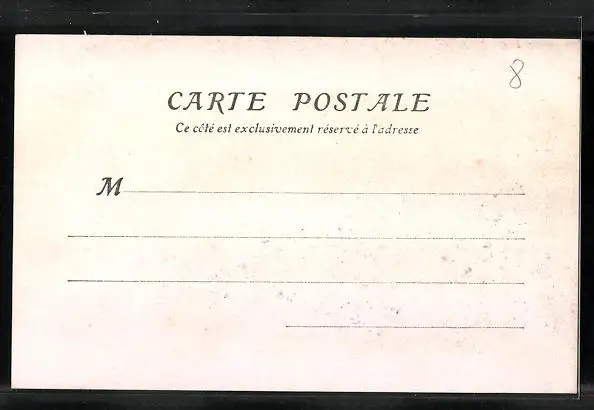 8
CARTE POSTALE
Ce côté est exclusivement réservé à l'adresse
M